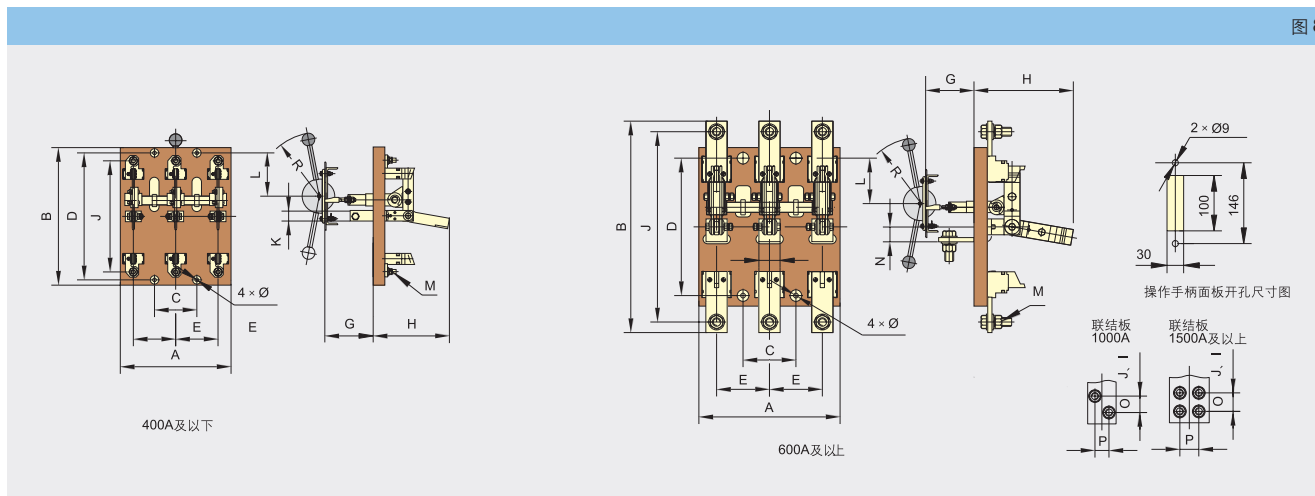 图8
B
D
J
R
L
K
G
H
M
4 × Ø
C
E
E
E
A
400A及以下
B
J
D
R
L
N
G
H
M
4 × Ø
C
E
E
A
600A及以上
2 × Ø9
100
146
30
操作手柄面板开孔尺寸图
联结板
1000A
J、I
O
P
联结板
1500A及以上
J、I
O
P